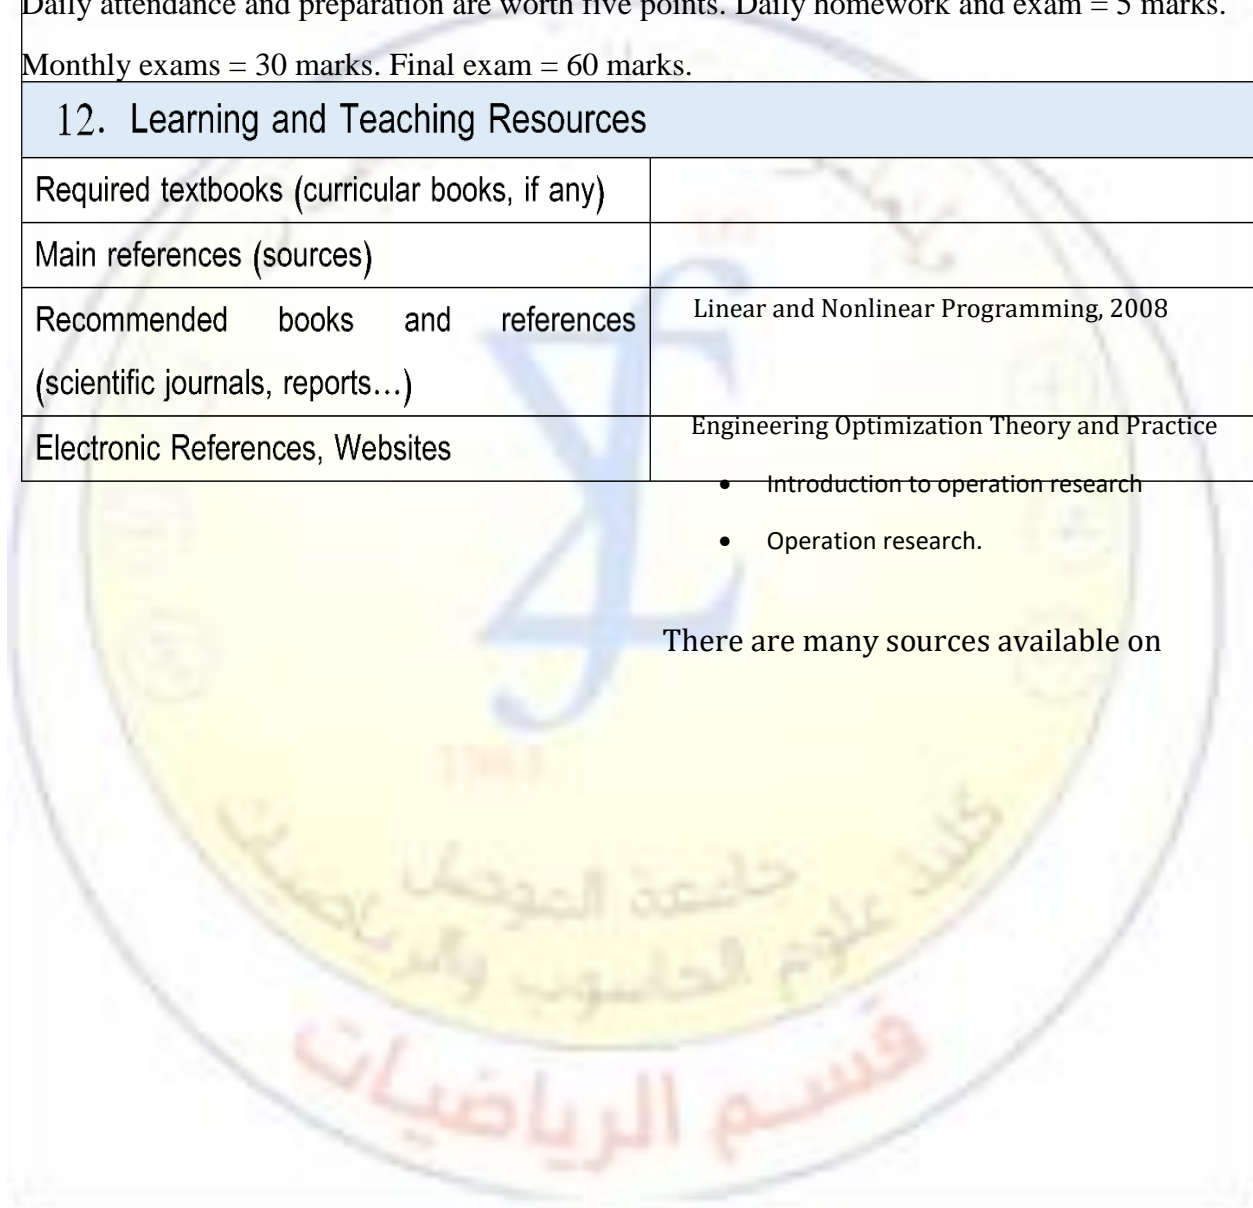 Daily attendance and preparation are worth five points. Daily homework and exam = 5 marks.
Monthly exams = 30 marks. Final exam = 60 marks.
12. Learning and Teaching Resources
Required textbooks (curricular books, if any)
Main references (sources)
Recommended books and references
(scientific journals, reports...)
Linear and Nonlinear Programming, 2008
Electronic References, Websites
Engineering Optimization Theory and Practice
• Introduction to operation research
• Operation research.
There are many sources available on
جامعة الموصل
كلية علوم الحاسوب والرياضيات
قسم الرياضيات